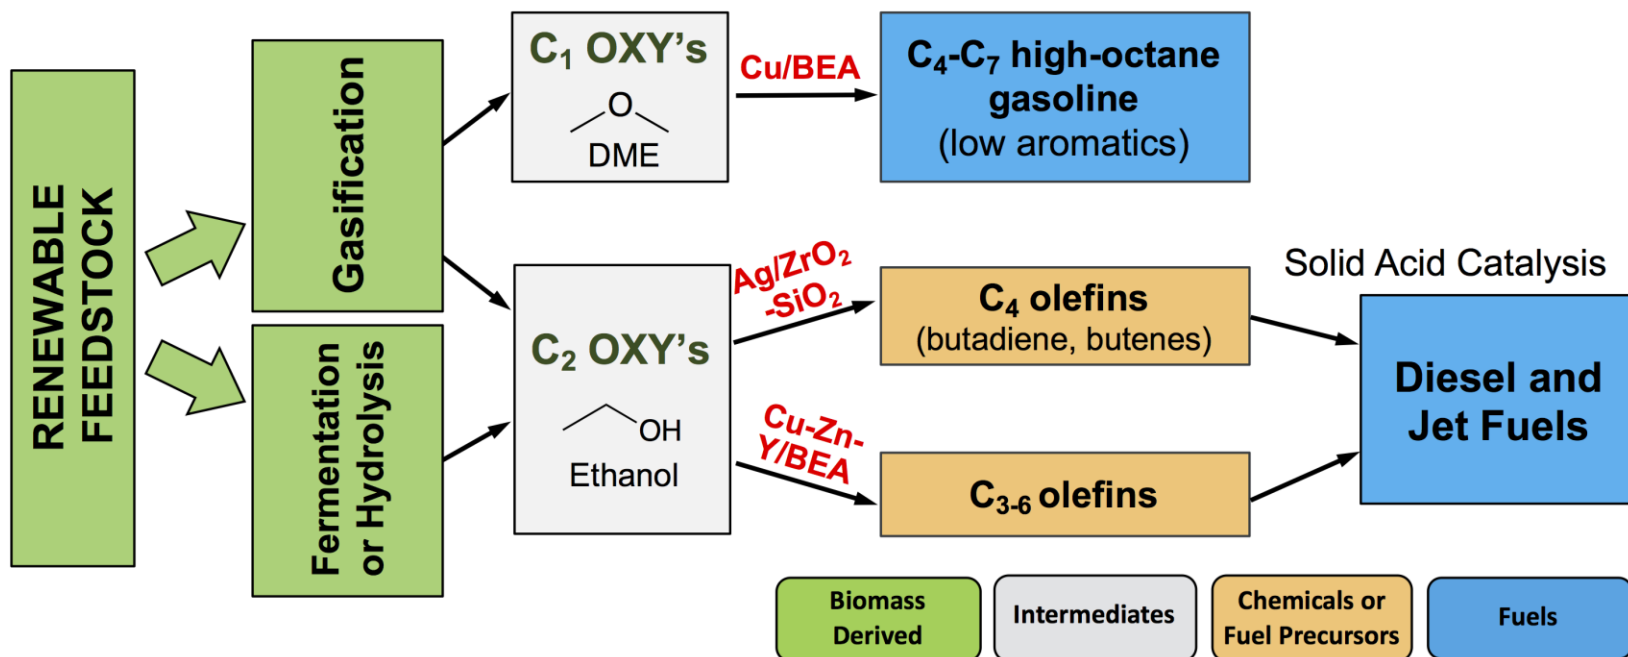 RENEWABLE
FEEDSTOCK
Gasification
Fermentation
or Hydrolysis
C₁ OXY’s
O
DME
C₂ OXY’s
OH
Ethanol
Cu/BEA
Ag/ZrO₂
-SiO₂
Cu-Zn-
Y/BEA
C₄-C₇ high-octane
gasoline
(low aromatics)
C₄ olefins
(butadiene, butenes)
C₃₋₆ olefins
Solid Acid Catalysis
Diesel and
Jet Fuels
Biomass
Derived
Intermediates
Chemicals or
Fuel Precursors
Fuels